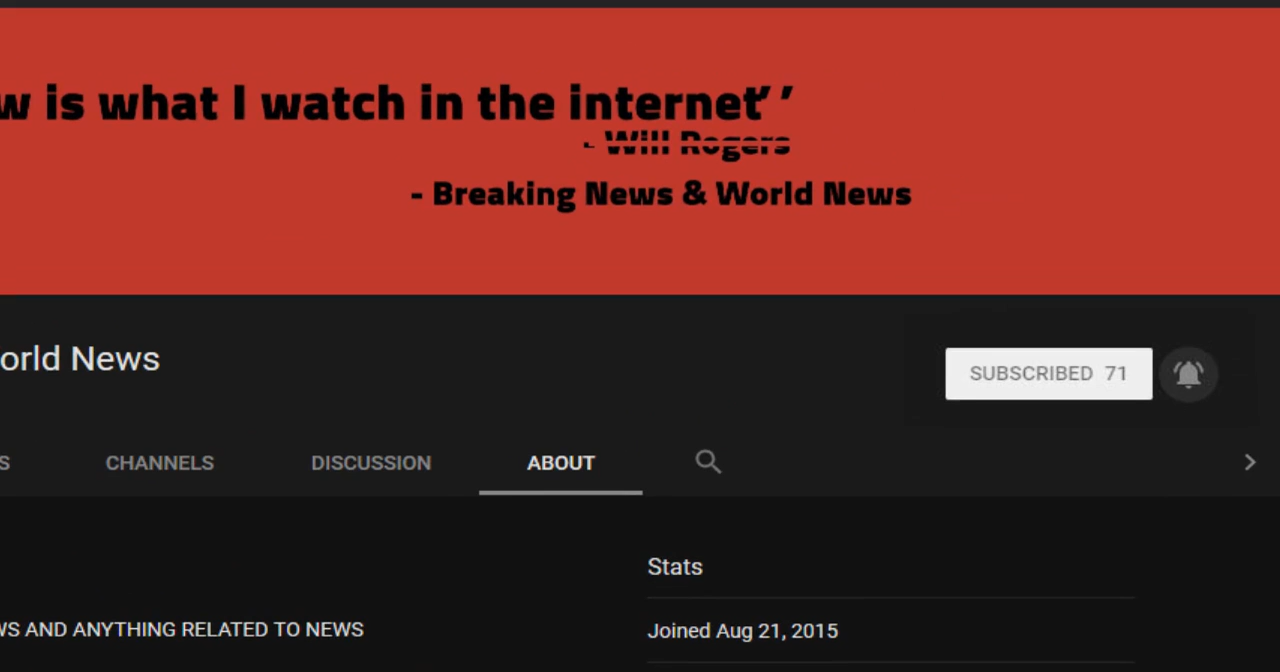 w is what I watch in the internet’’
- Will Rogers
- Breaking News & World News
orld News
SUBSCRIBED 71
S CHANNELS DISCUSSION ABOUT
Stats
WS AND ANYTHING RELATED TO NEWS
Joined Aug 21, 2015